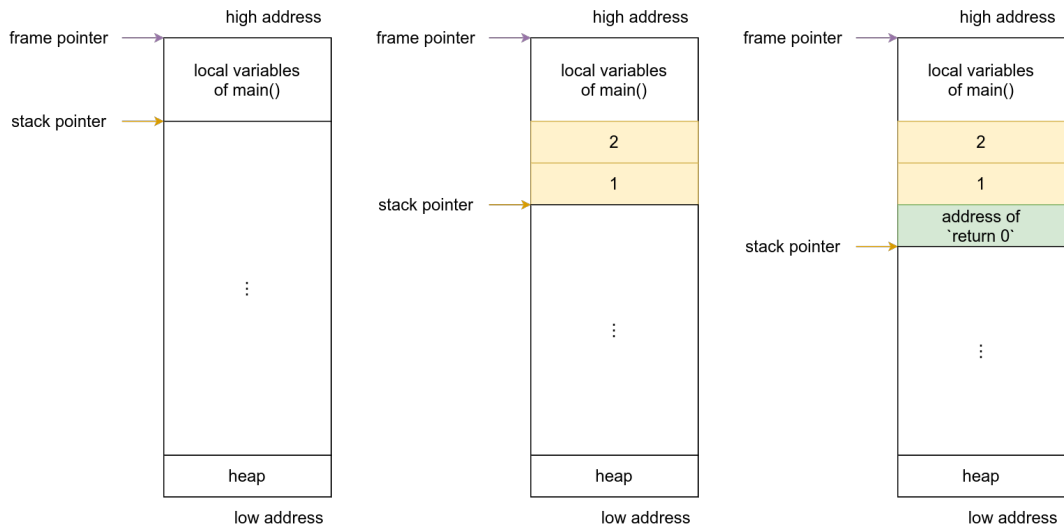 high address
frame pointer
local variables
of main()
stack pointer
⋮
heap
low address
high address
frame pointer
local variables
of main()
2
1
stack pointer
⋮
heap
low address
high address
frame pointer
local variables
of main()
2
1
address of
`return 0`
stack pointer
⋮
heap
low address